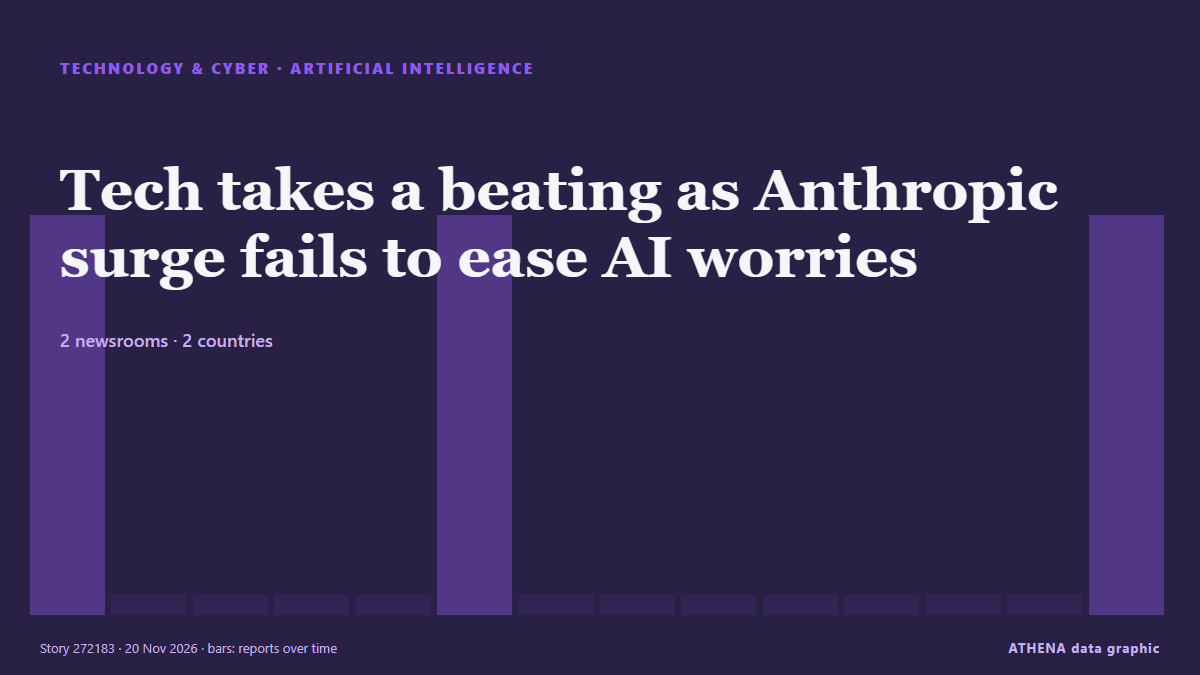 TECHNOLOGY & CYBER · ARTIFICIAL INTELLIGENCE
Tech takes a beating as Anthropic
surge fails to ease AI worries
2 newsrooms · 2 countries
Story 272183 · 20 Nov 2026 · bars: reports over time
ATHENA data graphic